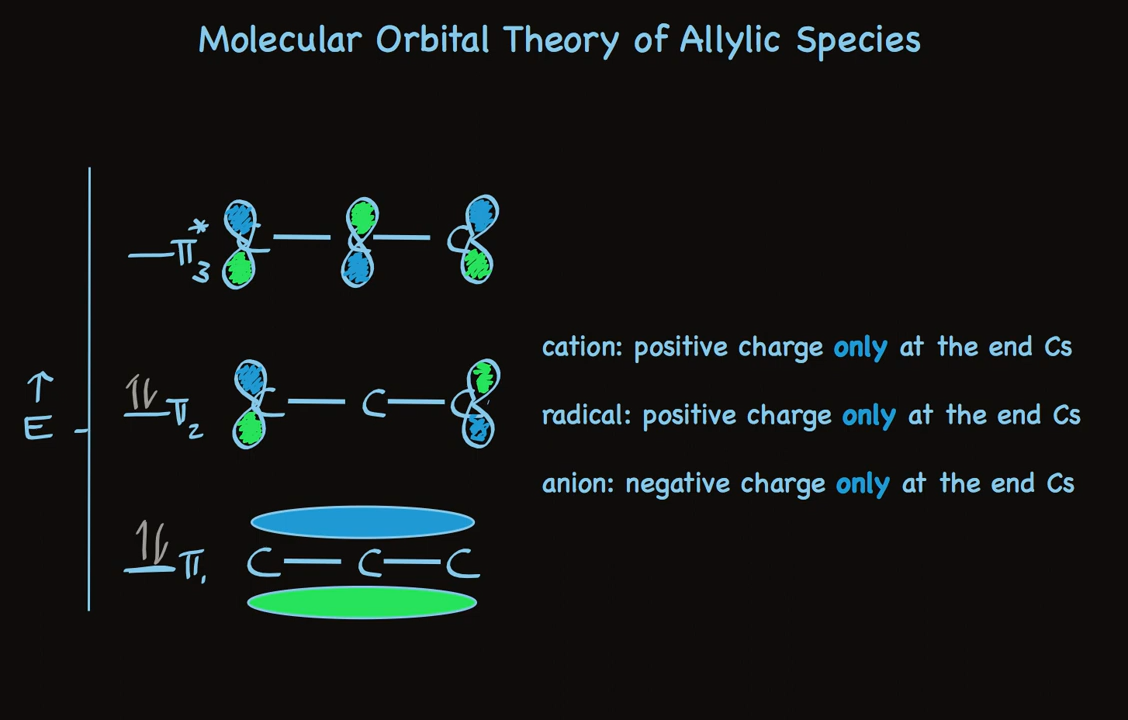 Molecular Orbital Theory of Allylic Species
π₃*
C — C — C
cation: positive charge only at the end Cs
↑
E
π₂
C — C — C
radical: positive charge only at the end Cs
anion: negative charge only at the end Cs
π₁
C — C — C